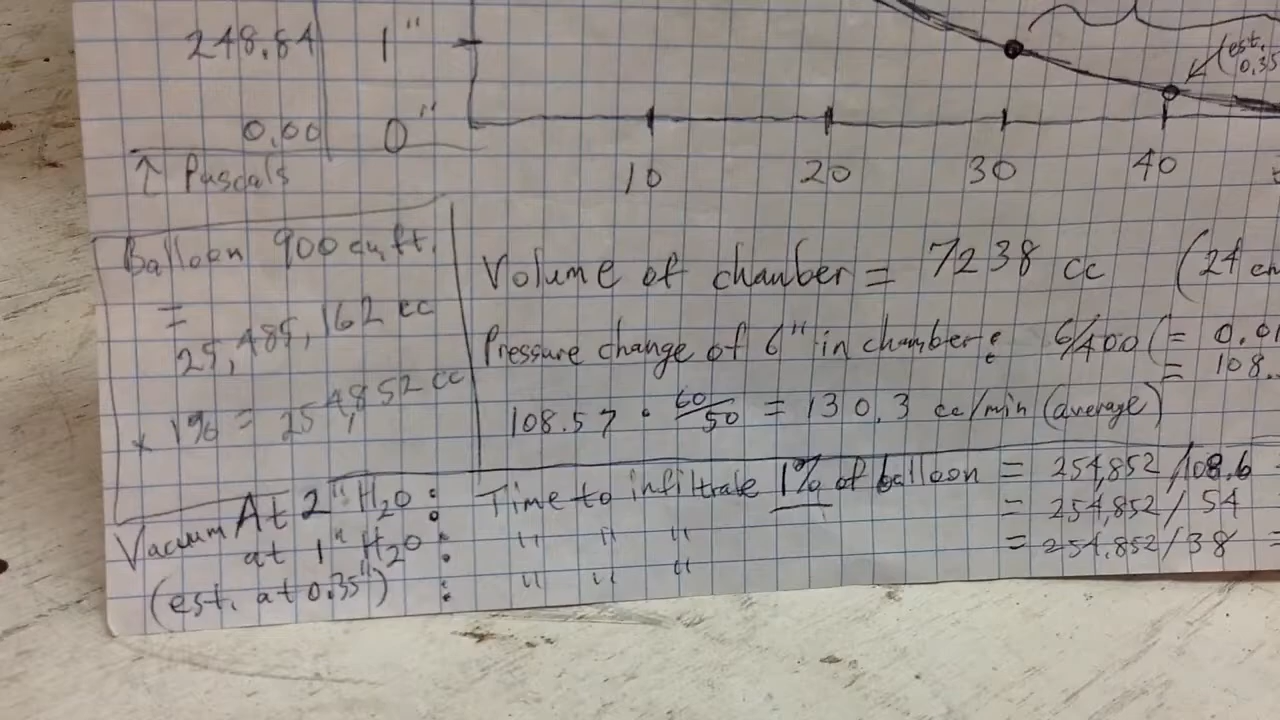 248.84 1"
0.00 0"
↑ Pascals
10 20 30 40
(est. 0.35
Balloon 900 cu.ft.
=
25,485,162 cc
x 1% = 254,852 cc
Volume of chamber = 7238 cc (24
Pressure change of 6" in chamber: 6/400 (= 0.01
= 108.
108.57 · 60/50 = 130.3 cc/min (average)
Vacuum At 2" H2O : Time to infiltrate 1% of balloon = 254,852/108.6 =
at 1" H2O : " " " = 254,852/54
(est. at 0.35") : " " " = 254,852/38 =